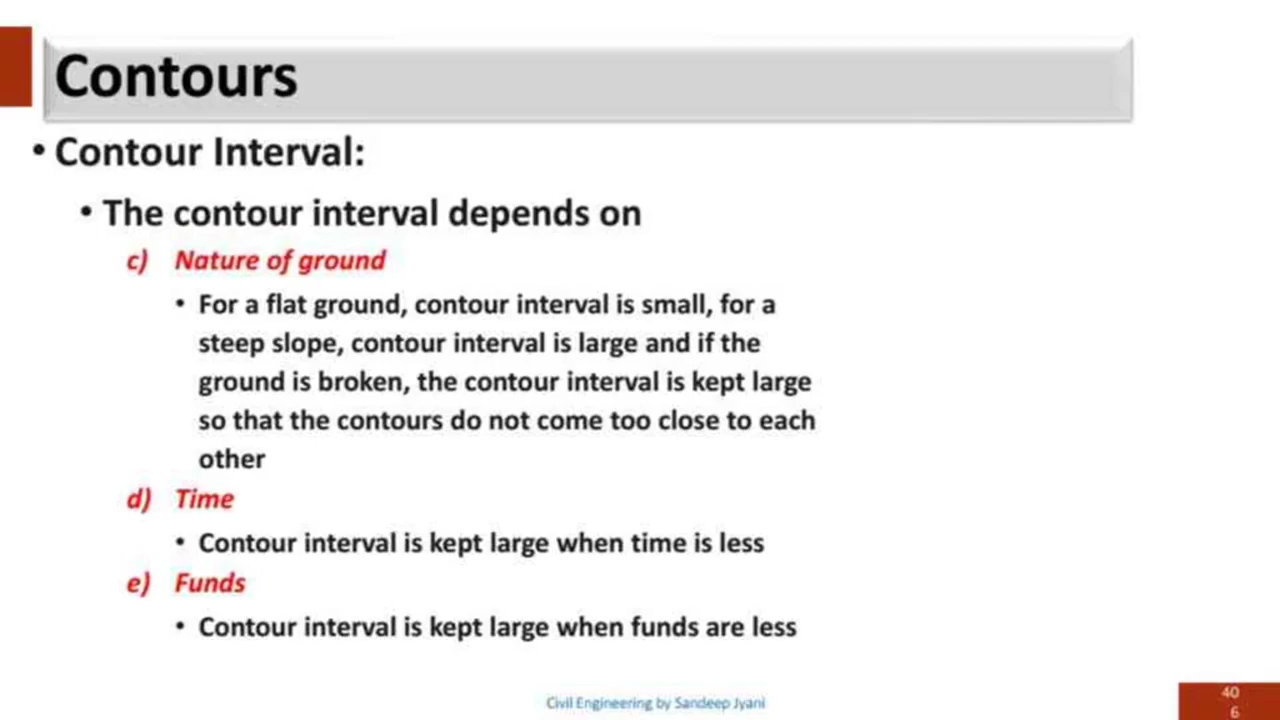 Contours
• Contour Interval:
• The contour interval depends on
c) Nature of ground
• For a flat ground, contour interval is small, for a
steep slope, contour interval is large and if the
ground is broken, the contour interval is kept large
so that the contours do not come too close to each
other
d) Time
• Contour interval is kept large when time is less
e) Funds
• Contour interval is kept large when funds are less
Civil Engineering by Sandeep Jyani
40
6